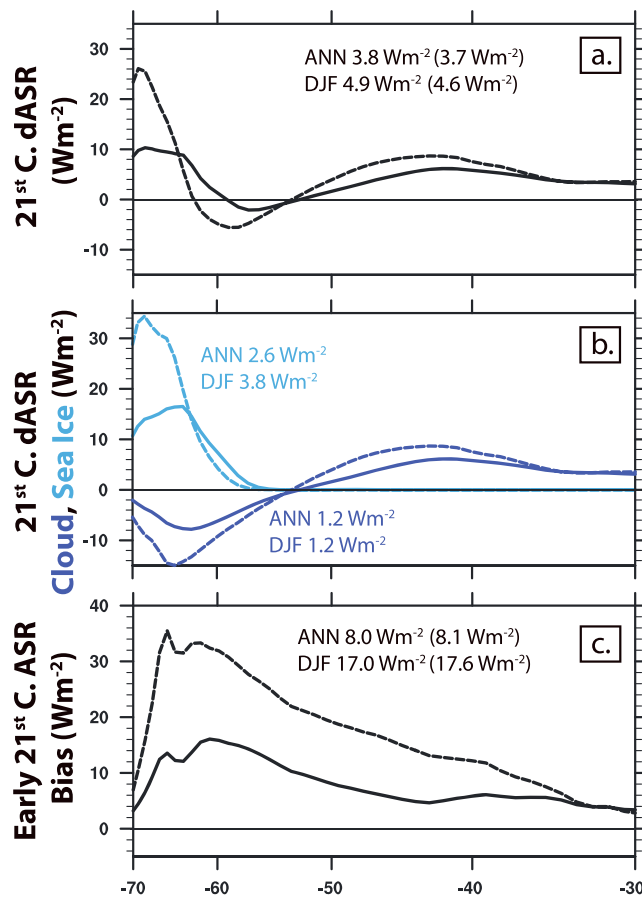 21st C. dASR
(Wm-2)
30
20
10
0
-10
ANN 3.8 Wm-2 (3.7 Wm-2)
DJF 4.9 Wm-2 (4.6 Wm-2)
a.
21st C. dASR
Cloud, Sea Ice (Wm-2)
30
20
10
0
-10
ANN 2.6 Wm-2
DJF 3.8 Wm-2
b.
ANN 1.2 Wm-2
DJF 1.2 Wm-2
Early 21st C. ASR
Bias (Wm-2)
40
30
20
10
0
ANN 8.0 Wm-2 (8.1 Wm-2)
DJF 17.0 Wm-2 (17.6 Wm-2)
c.
-70 -60 -50 -40 -30